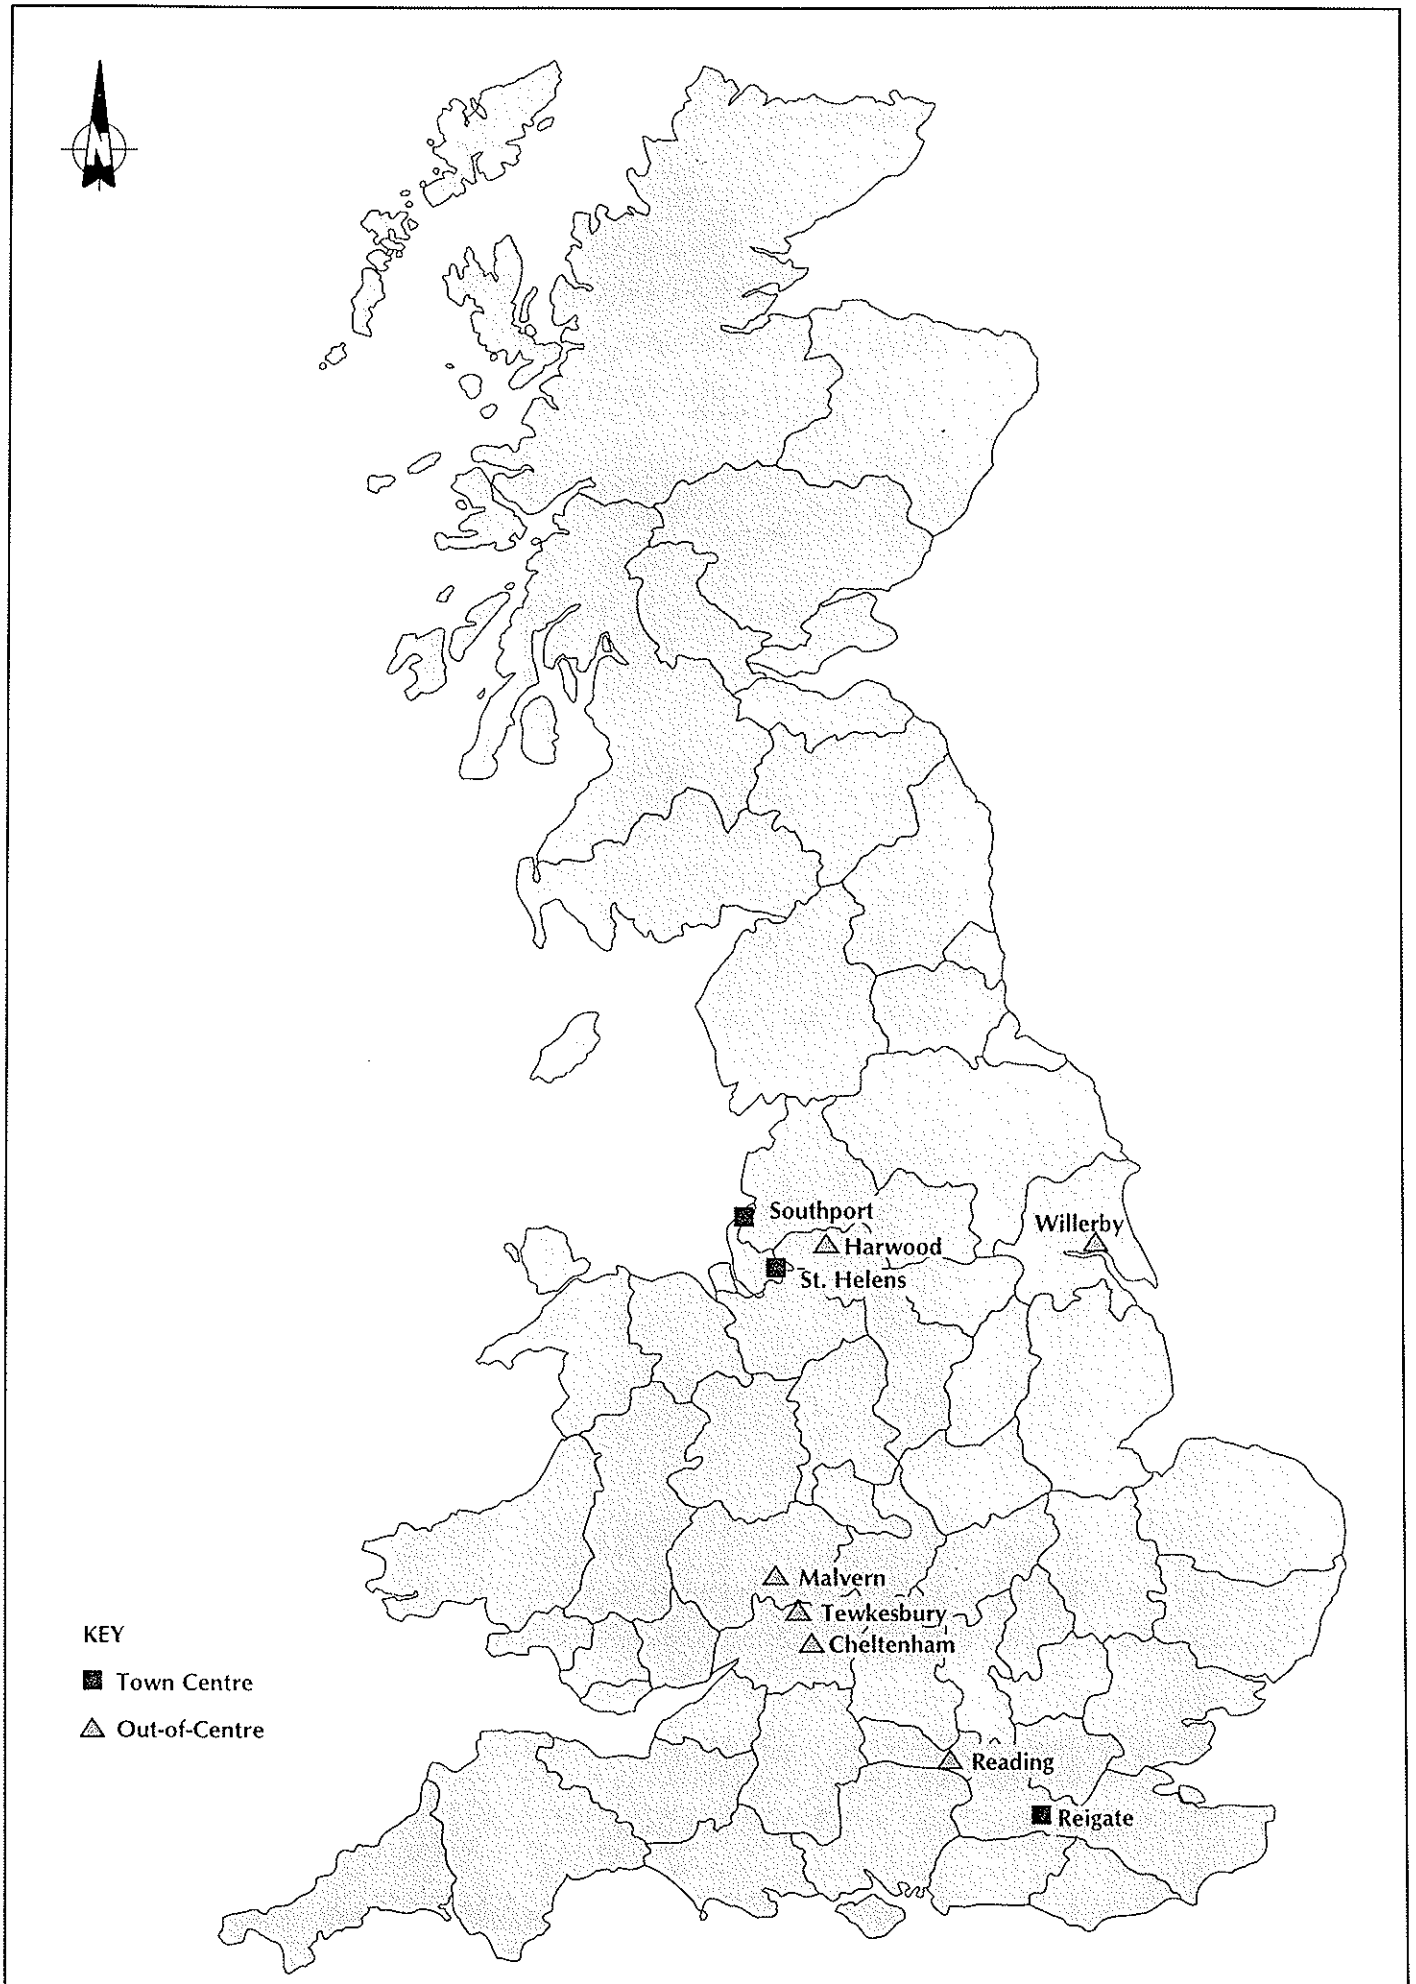 N
Southport
Willerby
Harwood
St. Helens
Malvern
Tewkesbury
Cheltenham
KEY
Town Centre
Out-of-Centre
Reading
Reigate